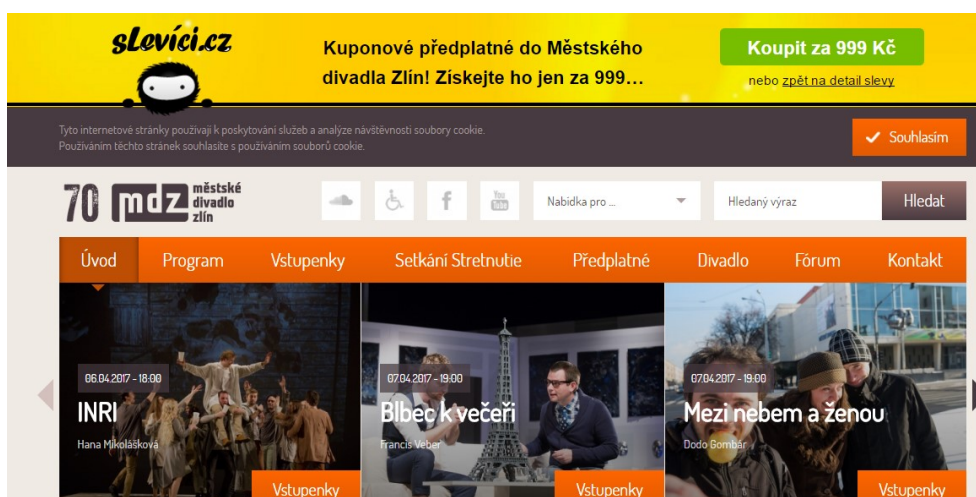 slevíci.cz
Kuponové předplatné do Městského
divadla Zlín! Získejte ho jen za 999...
Koupit za 999 Kč
nebo zpět na detail slevy
Tyto internetové stránky používají k poskytování služeb a analýze návštěvnosti soubory cookie.
Používáním těchto stránek souhlasíte s používáním souborů cookie.
Souhlasím
70 mdz městské
divadlo
zlín
f
You
Tube
Nabídka pro ...
Hledaný výraz
Hledat
Úvod Program Vstupenky Setkání Stretnutie Předplatné Divadlo Fórum Kontakt
06.04.2017 - 18:00
INRI
Hana Mikolášková
Vstupenky
07.04.2017 - 19:00
Blbec k večeři
Francis Veber
Vstupenky
07.04.2017 - 19:00
Mezi nebem a ženou
Dodo Gombár
Vstupenky